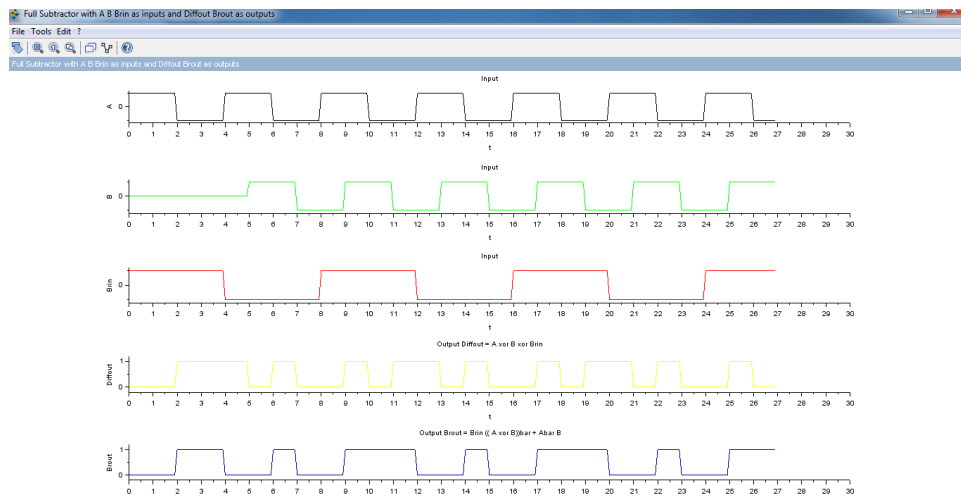 Full Subtractor with A B Brin as inputs and Diffout Brout as outputs
File Tools Edit ?
Full Subtractor with A B Brin as inputs and Diffout Brout as outputs
Input
A
0
0 1 2 3 4 5 6 7 8 9 10 11 12 13 14 15 16 17 18 19 20 21 22 23 24 25 26 27 28 29 30
t
Input
B
0
0 1 2 3 4 5 6 7 8 9 10 11 12 13 14 15 16 17 18 19 20 21 22 23 24 25 26 27 28 29 30
t
Input
Brin
0
0 1 2 3 4 5 6 7 8 9 10 11 12 13 14 15 16 17 18 19 20 21 22 23 24 25 26 27 28 29 30
t
Output Diffout = A xor B xor Brin
Diffout
1
0
0 1 2 3 4 5 6 7 8 9 10 11 12 13 14 15 16 17 18 19 20 21 22 23 24 25 26 27 28 29 30
t
Output Brout = Brin (( A xor B))bar + Abar B
Brout
1
0
0 1 2 3 4 5 6 7 8 9 10 11 12 13 14 15 16 17 18 19 20 21 22 23 24 25 26 27 28 29 30